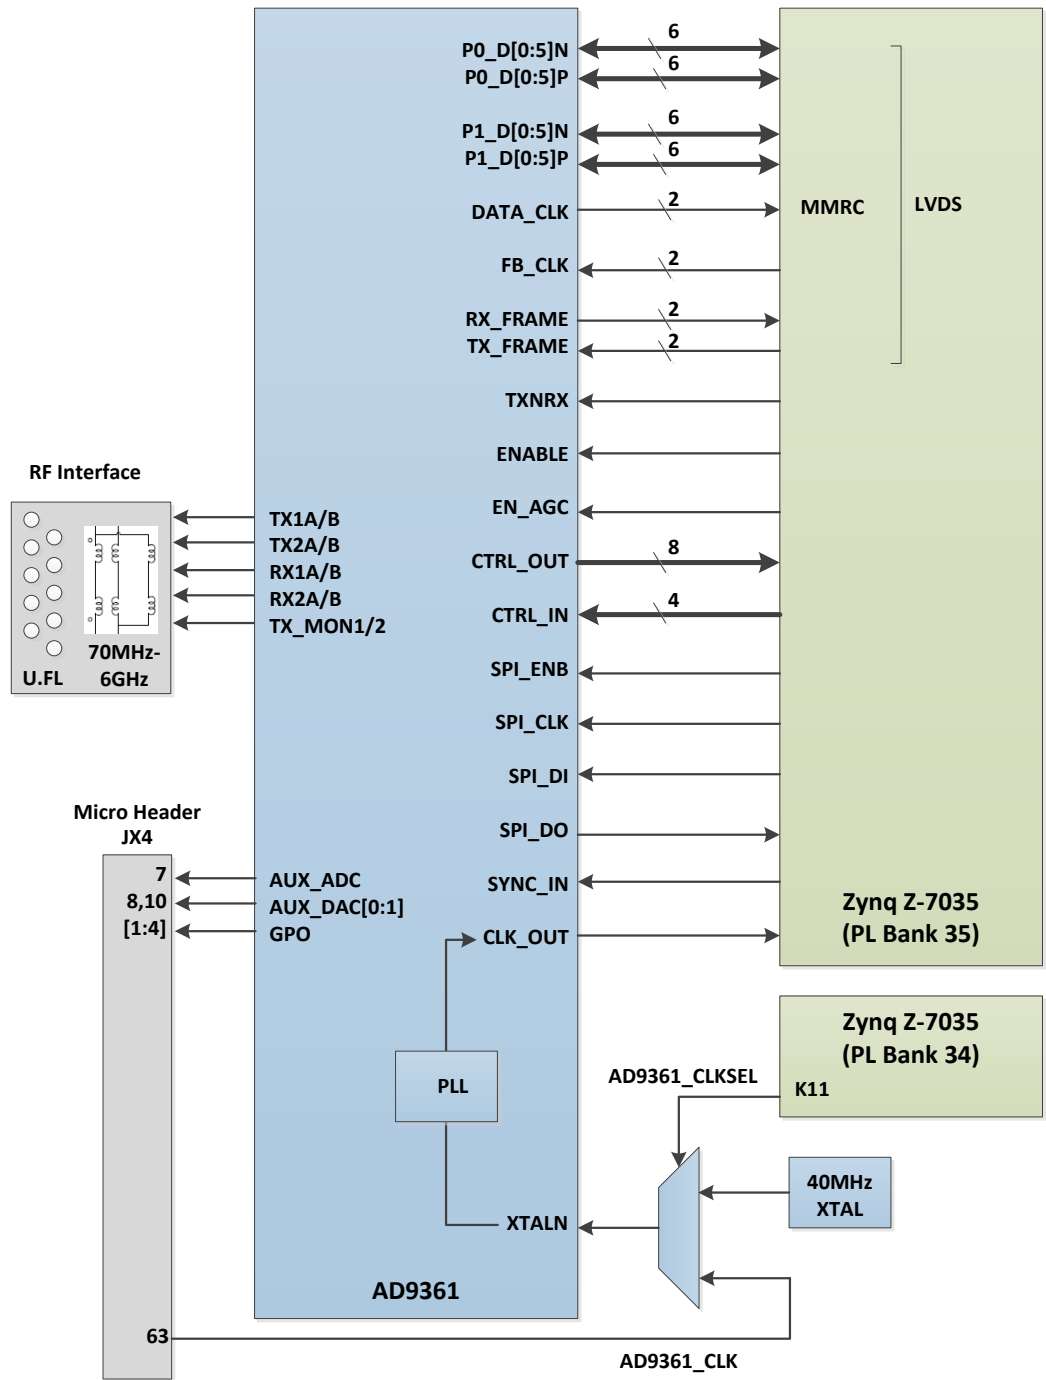 P0_D[0:5]N
6
P0_D[0:5]P
6
P1_D[0:5]N
6
P1_D[0:5]P
6
DATA_CLK
2
MMRC
LVDS
FB_CLK
2
RX_FRAME
2
TX_FRAME
2
TXNRX
ENABLE
EN_AGC
CTRL_OUT
8
CTRL_IN
4
SPI_ENB
SPI_CLK
SPI_DI
SPI_DO
SYNC_IN
CLK_OUT
Zynq Z-7035
(PL Bank 35)
RF Interface
TX1A/B
TX2A/B
RX1A/B
RX2A/B
TX_MON1/2
70MHz-
6GHz
U.FL
Micro Header
JX4
7
8,10
[1:4]
AUX_ADC
AUX_DAC[0:1]
GPO
PLL
Zynq Z-7035
(PL Bank 34)
K11
AD9361_CLKSEL
40MHz
XTAL
XTALN
AD9361
63
AD9361_CLK